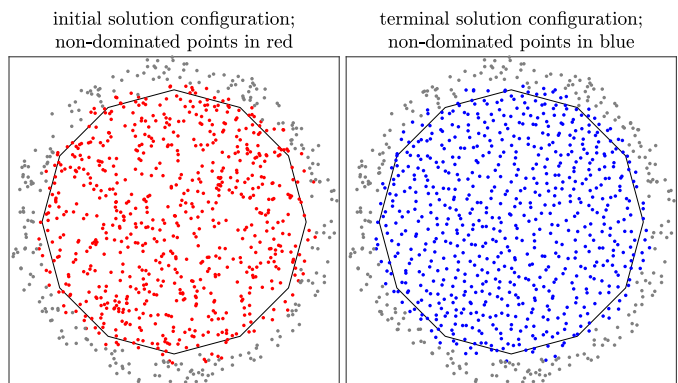 initial solution configuration;
non-dominated points in red
terminal solution configuration;
non-dominated points in blue